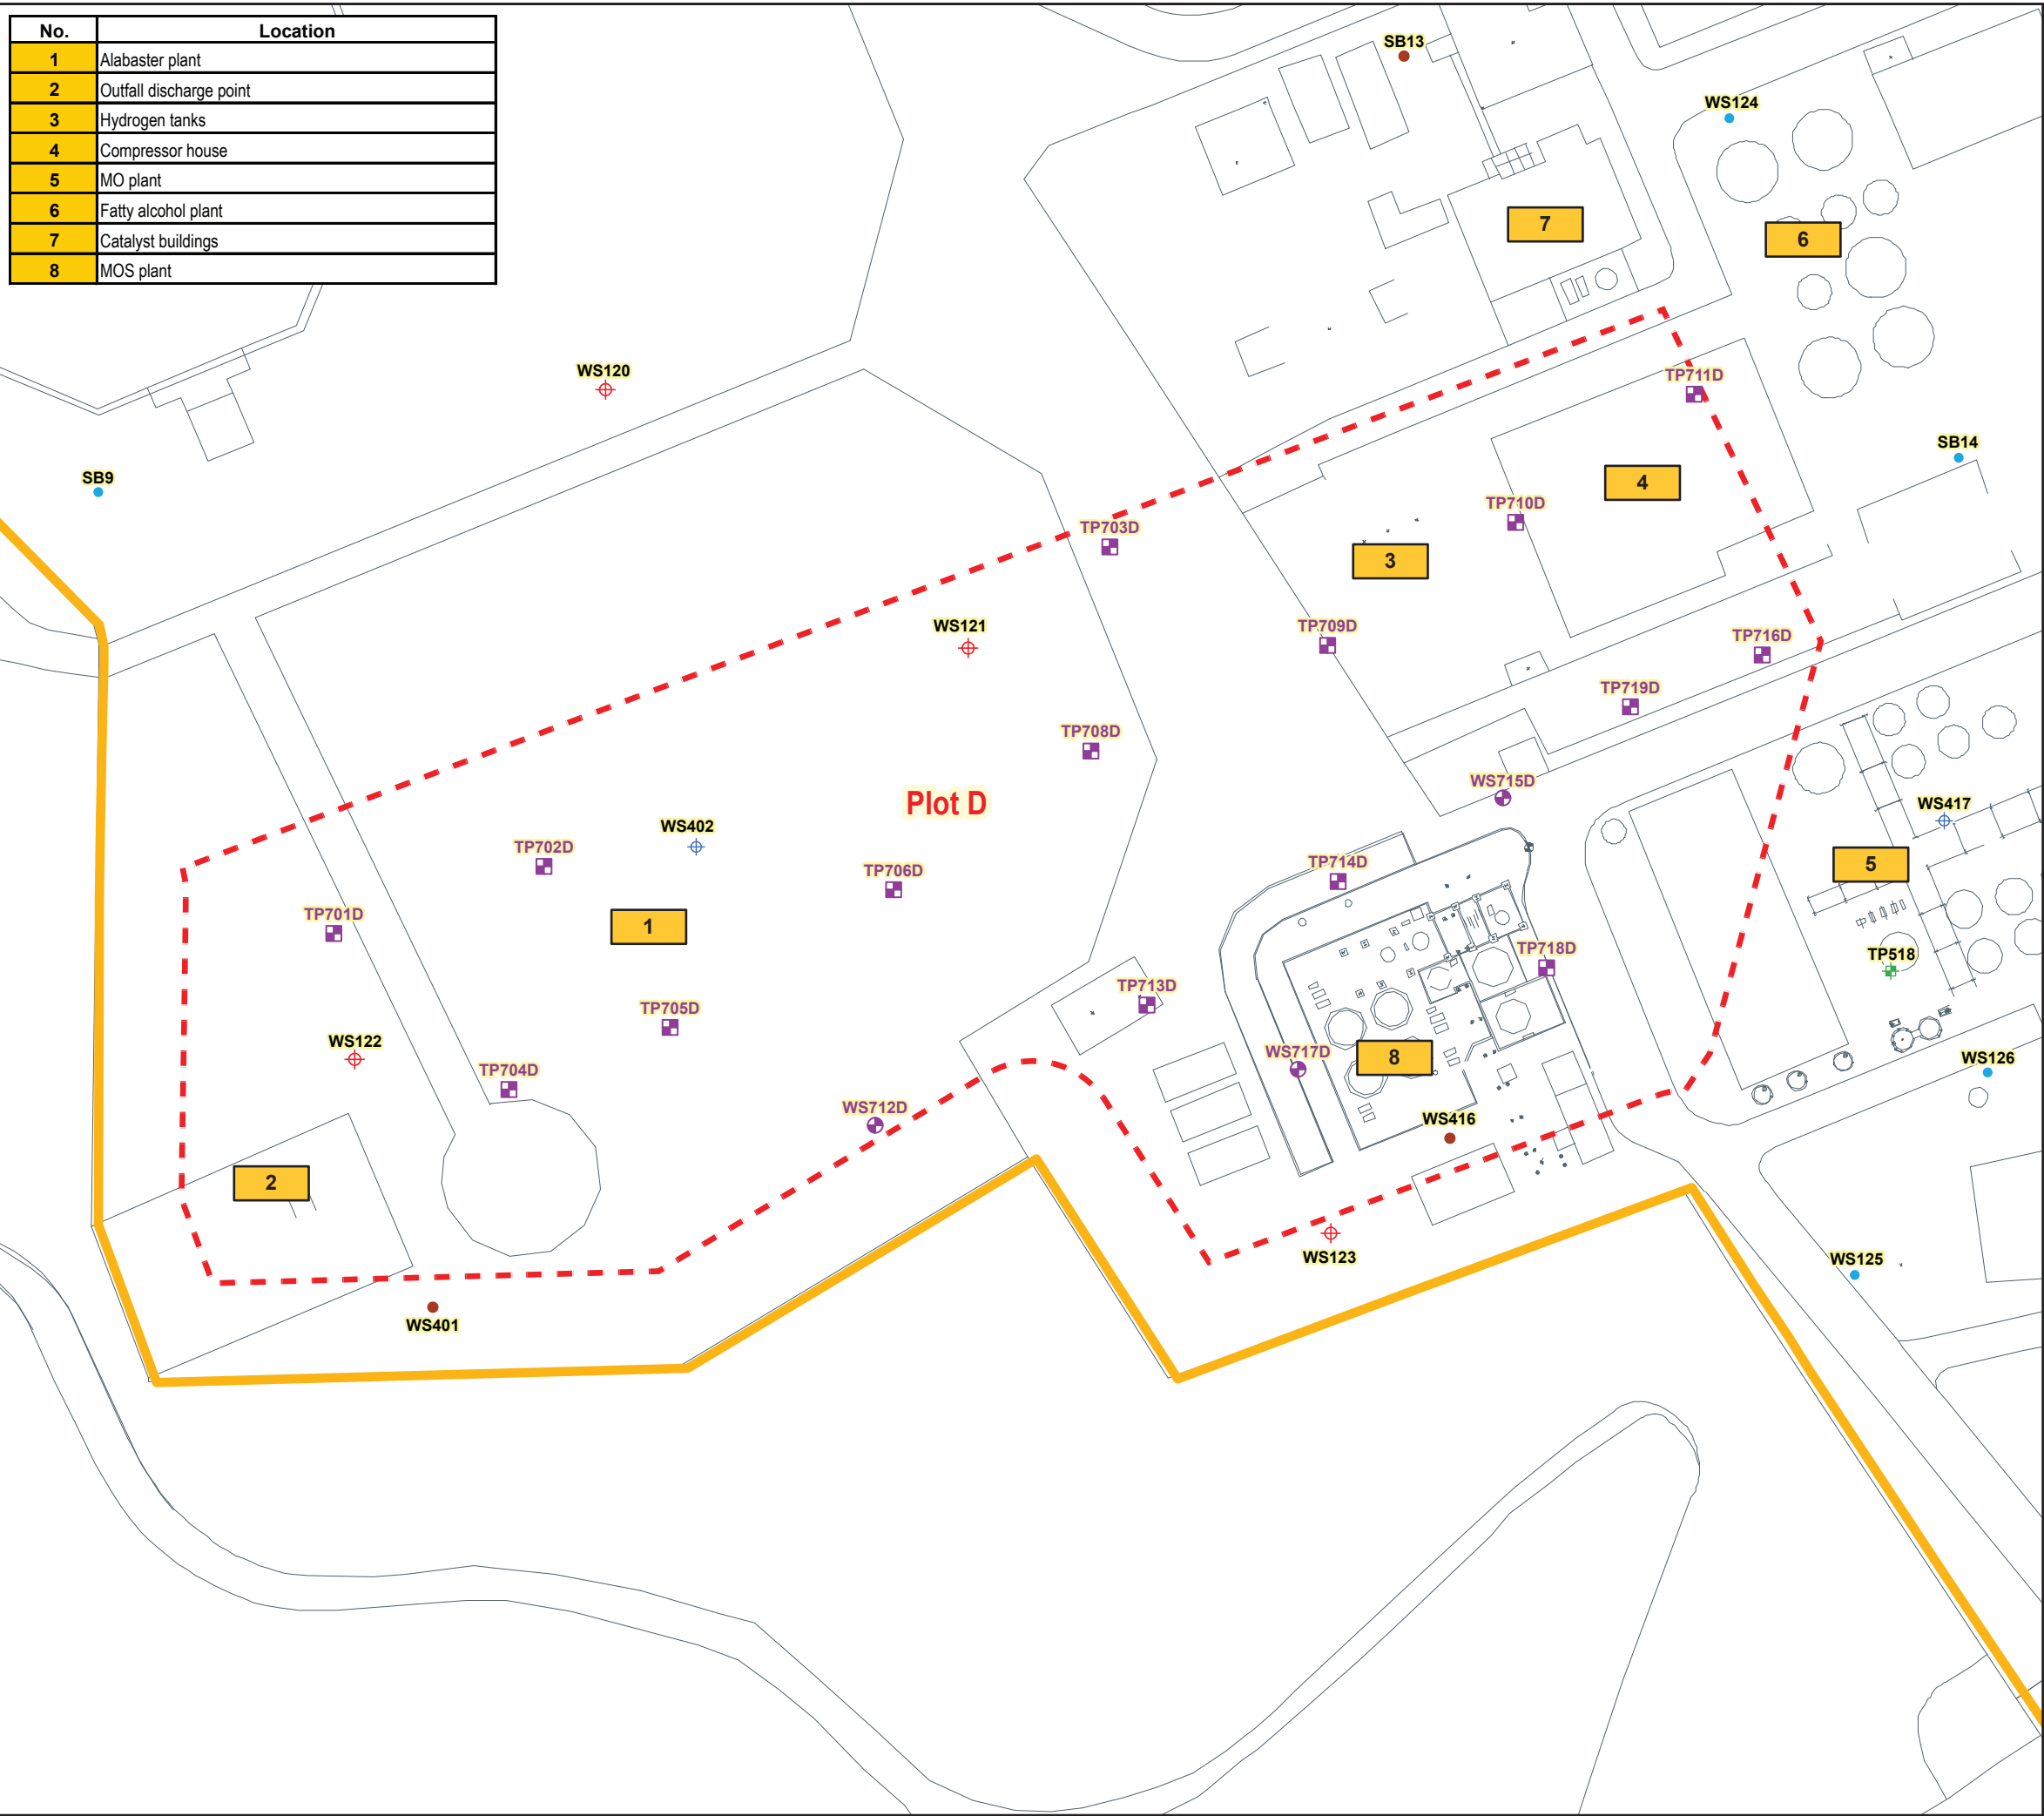 No. Location
1 Alabaster plant
2 Outfall discharge point
3 Hydrogen tanks
4 Compressor house
5 MO plant
6 Fatty alcohol plant
7 Catalyst buildings
8 MOS plant
SB13
WS124
7
6
WS120
TP711D
SB14
SB9
4
TP710D
TP703D
3
WS121
TP709D
TP716D
TP719D
TP708D
WS715D
Plot D
WS417
WS402
TP702D
TP714D
5
TP706D
TP701D
1
TP718D
TP518
TP713D
TP705D
WS122
WS717D
8
WS126
TP704D
WS712D
WS416
2
WS123
WS125
WS401